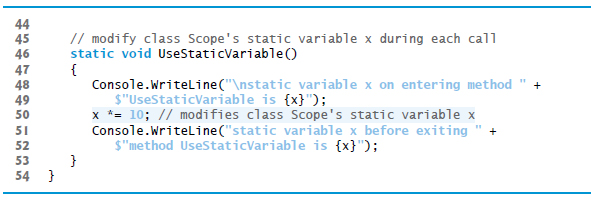 44
45 // modify class Scope's static variable x during each call
46 static void UseStaticVariable()
47 {
48 Console.WriteLine("\nstatic variable x on entering method " +
49 $"UseStaticVariable is {x}");
50 x *= 10; // modifies class Scope's static variable x
51 Console.WriteLine("static variable x before exiting " +
52 $"method UseStaticVariable is {x}");
53 }
54 }